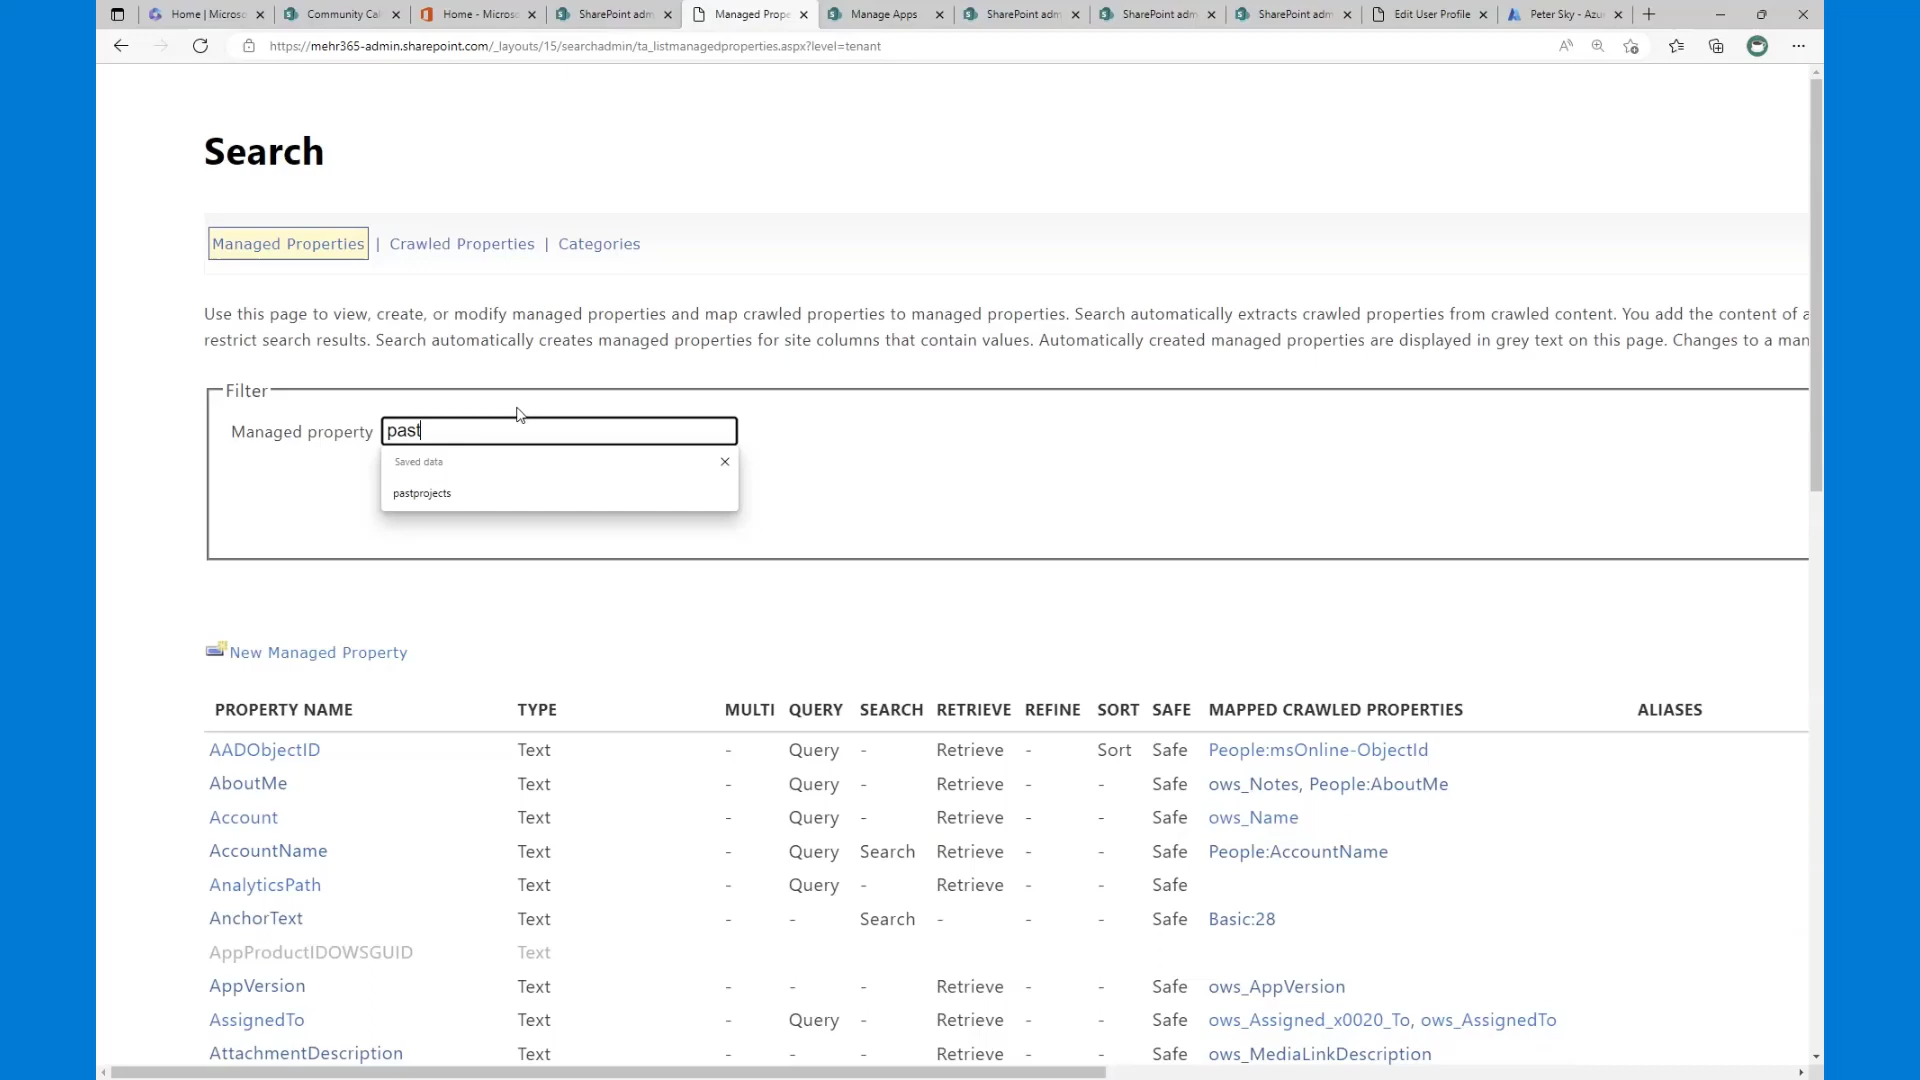 Home | Micros
Community Cal
Home - Micros
SharePoint adm
Managed Prope
Manage Apps
SharePoint adm
SharePoint adm
SharePoint adm
Edit User Profile
Peter Sky - Azu
https://mehr365-admin.sharepoint.com/_layouts/15/searchadmin/ta_listmanagedproperties.aspx?level=tenant
Search
Managed Properties | Crawled Properties | Categories
Use this page to view, create, or modify managed properties and map crawled properties to managed properties. Search automatically extracts crawled properties from crawled content. You add the content of a
restrict search results. Search automatically creates managed properties for site columns that contain values. Automatically created managed properties are displayed in grey text on this page. Changes to a man
Filter
Managed property past
Saved data
pastprojects
New Managed Property
PROPERTY NAME TYPE MULTI QUERY SEARCH RETRIEVE REFINE SORT SAFE MAPPED CRAWLED PROPERTIES ALIASES
AADObjectID Text - Query - Retrieve - Sort Safe People:msOnline-ObjectId
AboutMe Text - Query - Retrieve - - Safe ows_Notes, People:AboutMe
Account Text - Query - Retrieve - - Safe ows_Name
AccountName Text - Query Search Retrieve - - Safe People:AccountName
AnalyticsPath Text - Query - Retrieve - - Safe
AnchorText Text - - Search - - - Safe Basic:28
AppProductIDOWSGUID Text
AppVersion Text - - - Retrieve - - Safe ows_AppVersion
AssignedTo Text - Query - Retrieve - - Safe ows_Assigned_x0020_To, ows_AssignedTo
AttachmentDescription Text - - - Retrieve - - Safe ows_MediaLinkDescription